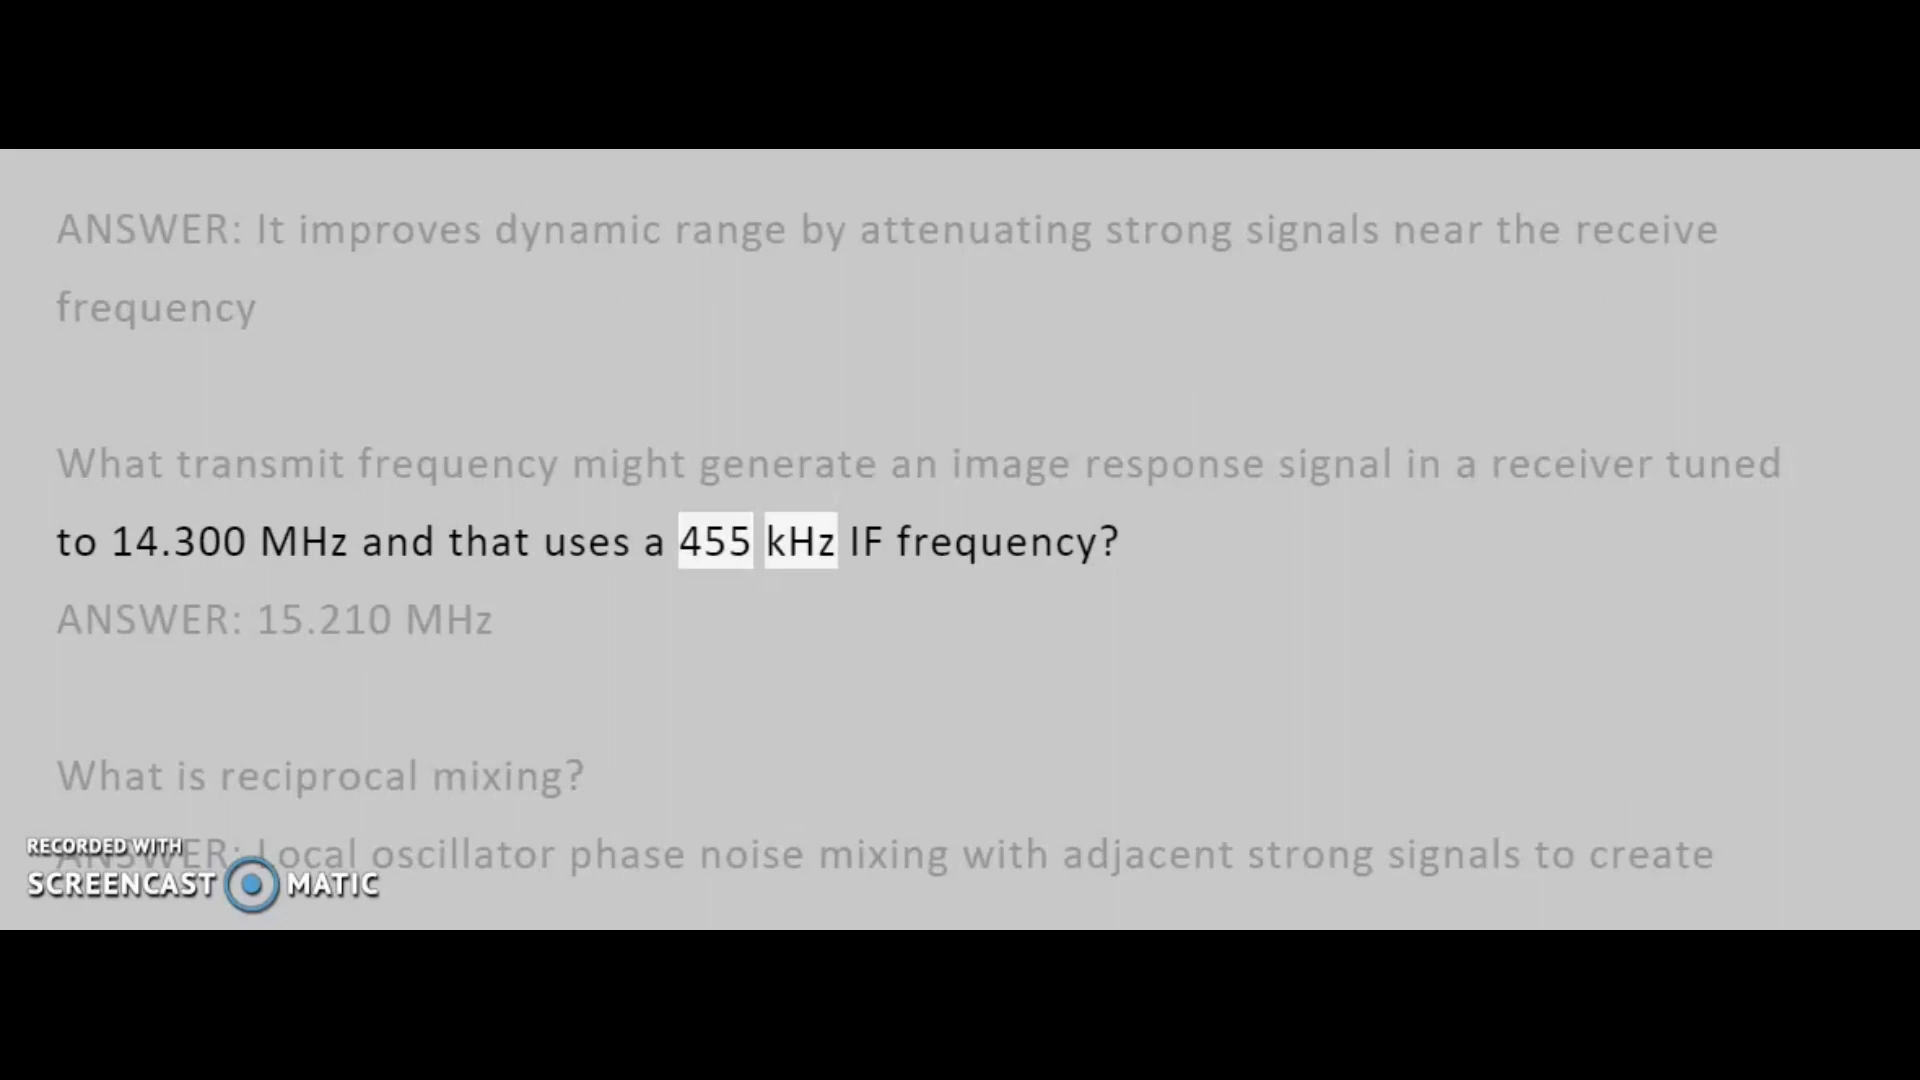 ANSWER: It improves dynamic range by attenuating strong signals near the receive
frequency
What transmit frequency might generate an image response signal in a receiver tuned
to 14.300 MHz and that uses a 455 kHz IF frequency?
ANSWER: 15.210 MHz
What is reciprocal mixing?
ANSWER: Local oscillator phase noise mixing with adjacent strong signals to create
RECORDED WITH
SCREENCAST MATIC